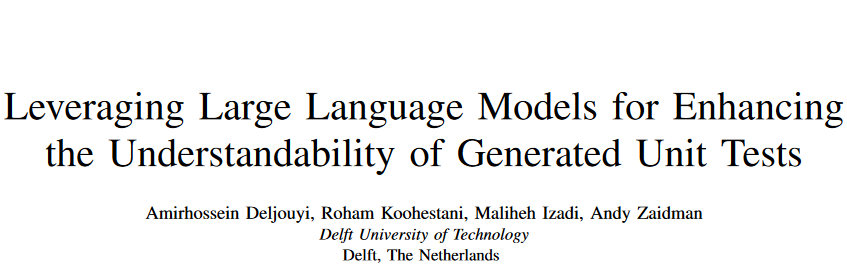 Leveraging Large Language Models for Enhancing
the Understandability of Generated Unit Tests
Amirhossein Deljouyi, Roham Koohestani, Maliheh Izadi, Andy Zaidman
Delft University of Technology
Delft, The Netherlands